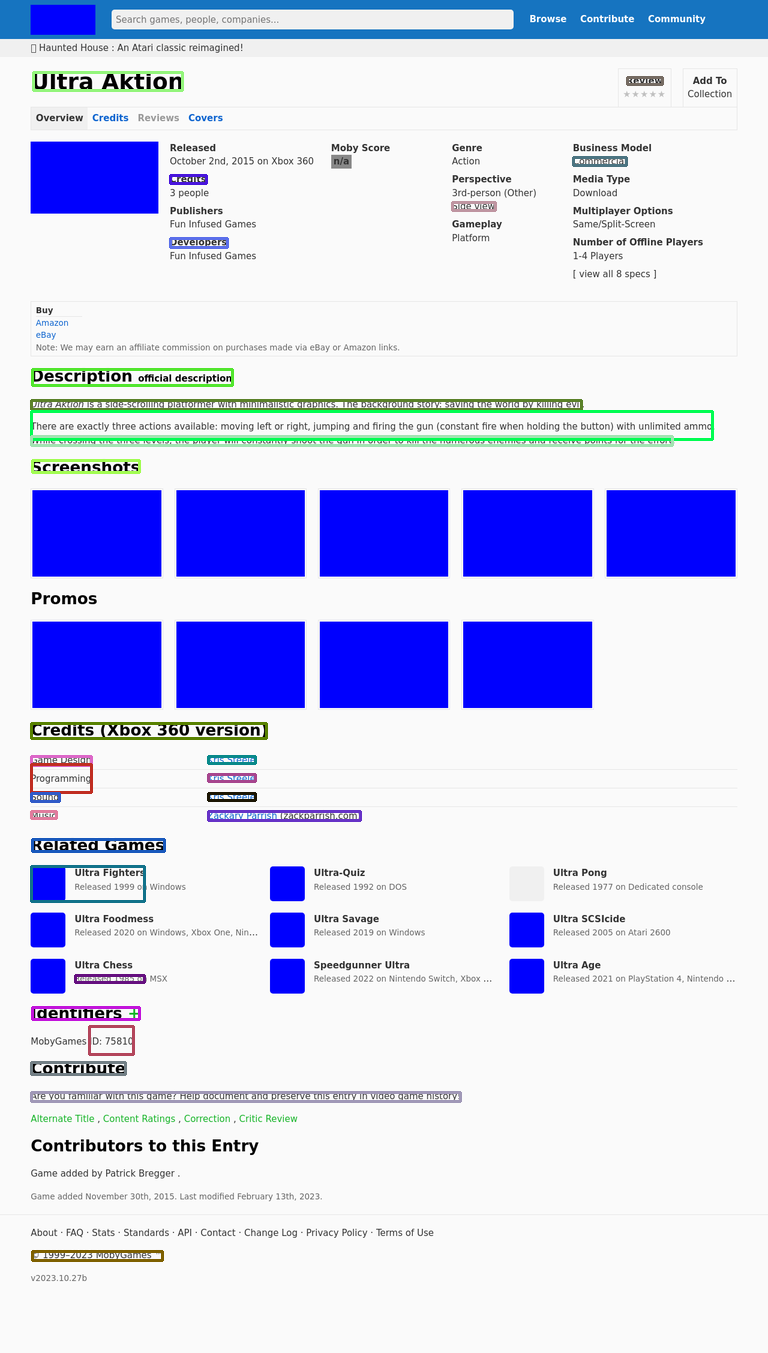 Search games, people, companies...
Browse Contribute Community
Haunted House : An Atari classic reimagined!
Ultra Aktion
Review
★★★★★
Add To
Collection
Overview Credits Reviews Covers
Released
October 2nd, 2015 on Xbox 360
Credits
3 people
Publishers
Fun Infused Games
Developers
Fun Infused Games
Moby Score
n/a
Genre
Action
Perspective
3rd-person (Other)
Side view
Gameplay
Platform
Business Model
Commercial
Media Type
Download
Multiplayer Options
Same/Split-Screen
Number of Offline Players
1-4 Players
[ view all 8 specs ]
Buy
Amazon
eBay
Note: We may earn an affiliate commission on purchases made via eBay or Amazon links.
Description official description
Ultra Aktion is a side-scrolling platformer with minimalistic graphics. The background story: saving the world by killing evil.
There are exactly three actions available: moving left or right, jumping and firing the gun (constant fire when holding the button) with unlimited ammo.
While crossing the three levels, the player will constantly shoot the gun in order to kill the numerous enemies and receive points for the effort.
Screenshots
Promos
Credits (Xbox 360 version)
Game Design Kris Steele
Programming Kris Steele
Sound Kris Steele
Music Zackary Parrish (zackparrish.com)
Related Games
Ultra Fighters
Released 1999 on Windows
Ultra-Quiz
Released 1992 on DOS
Ultra Pong
Released 1977 on Dedicated console
Ultra Foodmess
Released 2020 on Windows, Xbox One, Nin...
Ultra Savage
Released 2019 on Windows
Ultra SCSIcide
Released 2005 on Atari 2600
Ultra Chess
Released 1985 on MSX
Speedgunner Ultra
Released 2022 on Nintendo Switch, Xbox ...
Ultra Age
Released 2021 on PlayStation 4, Nintendo ...
Identifiers +
MobyGames ID: 75810
Contribute
Are you familiar with this game? Help document and preserve this entry in video game history!
Alternate Title , Content Ratings , Correction , Critic Review
Contributors to this Entry
Game added by Patrick Bregger .
Game added November 30th, 2015. Last modified February 13th, 2023.
About · FAQ · Stats · Standards · API · Contact · Change Log · Privacy Policy · Terms of Use
© 1999–2023 MobyGames
v2023.10.27b